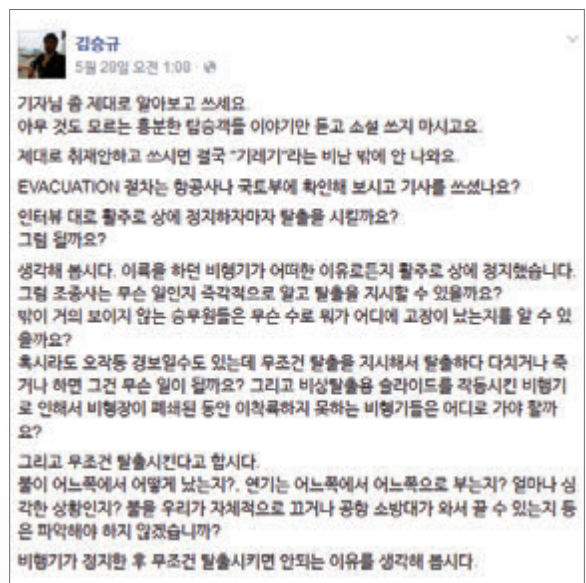 김승규
5월 28일 오전 1:08
기자님 좀 제대로 알아보고 쓰세요.
아무 것도 모르는 흥분한 탑승객들 이야기만 듣고 소설 쓰지 마시고요.
제대로 취재안하고 쓰시면 결국 "기레기"라는 비난 밖에 안 나와요.
EVACUATION 절차는 항공사나 국토부에 확인해 보시고 기사를 쓰셨나요?
인터뷰 대로 활주로 상에 정지하자마자 탈출을 시킬까요?
그럼 될까요?
생각해 봅시다. 이륙을 하던 비행기가 어떠한 이유로든지 활주로 상에 정지했습니다.
그럼 조종사는 무슨 일인지 즉각적으로 알고 탈출을 지시할 수 있을까요?
밖이 거의 보이지 않는 승무원들은 무슨 수로 뭐가 어디에 고장이 났는지를 알 수 있
을까요?
혹시라도 오작동 경보일수도 있는데 무조건 탈출을 지시해서 탈출하다 다치거나 죽
거나 하면 그건 무슨 일이 될까요? 그리고 비상탈출용 슬라이드를 작동시킨 비행기
로 인해서 비행장이 폐쇄된 동안 이착륙하지 못하는 비행기들은 어디로 가야 할까
요?
그리고 무조건 탈출시킨다고 합시다.
불이 어느쪽에서 어떻게 났는지?, 연기는 어느쪽에서 어느쪽으로 부는지? 얼마나 심
각한 상황인지? 불을 우리가 자체적으로 끄거나 공항 소방대가 와서 끌 수 있는지 등
은 파악해야 하지 않겠습니까?
비행기가 정지한 후 무조건 탈출시키면 안되는 이유를 생각해 봅시다.